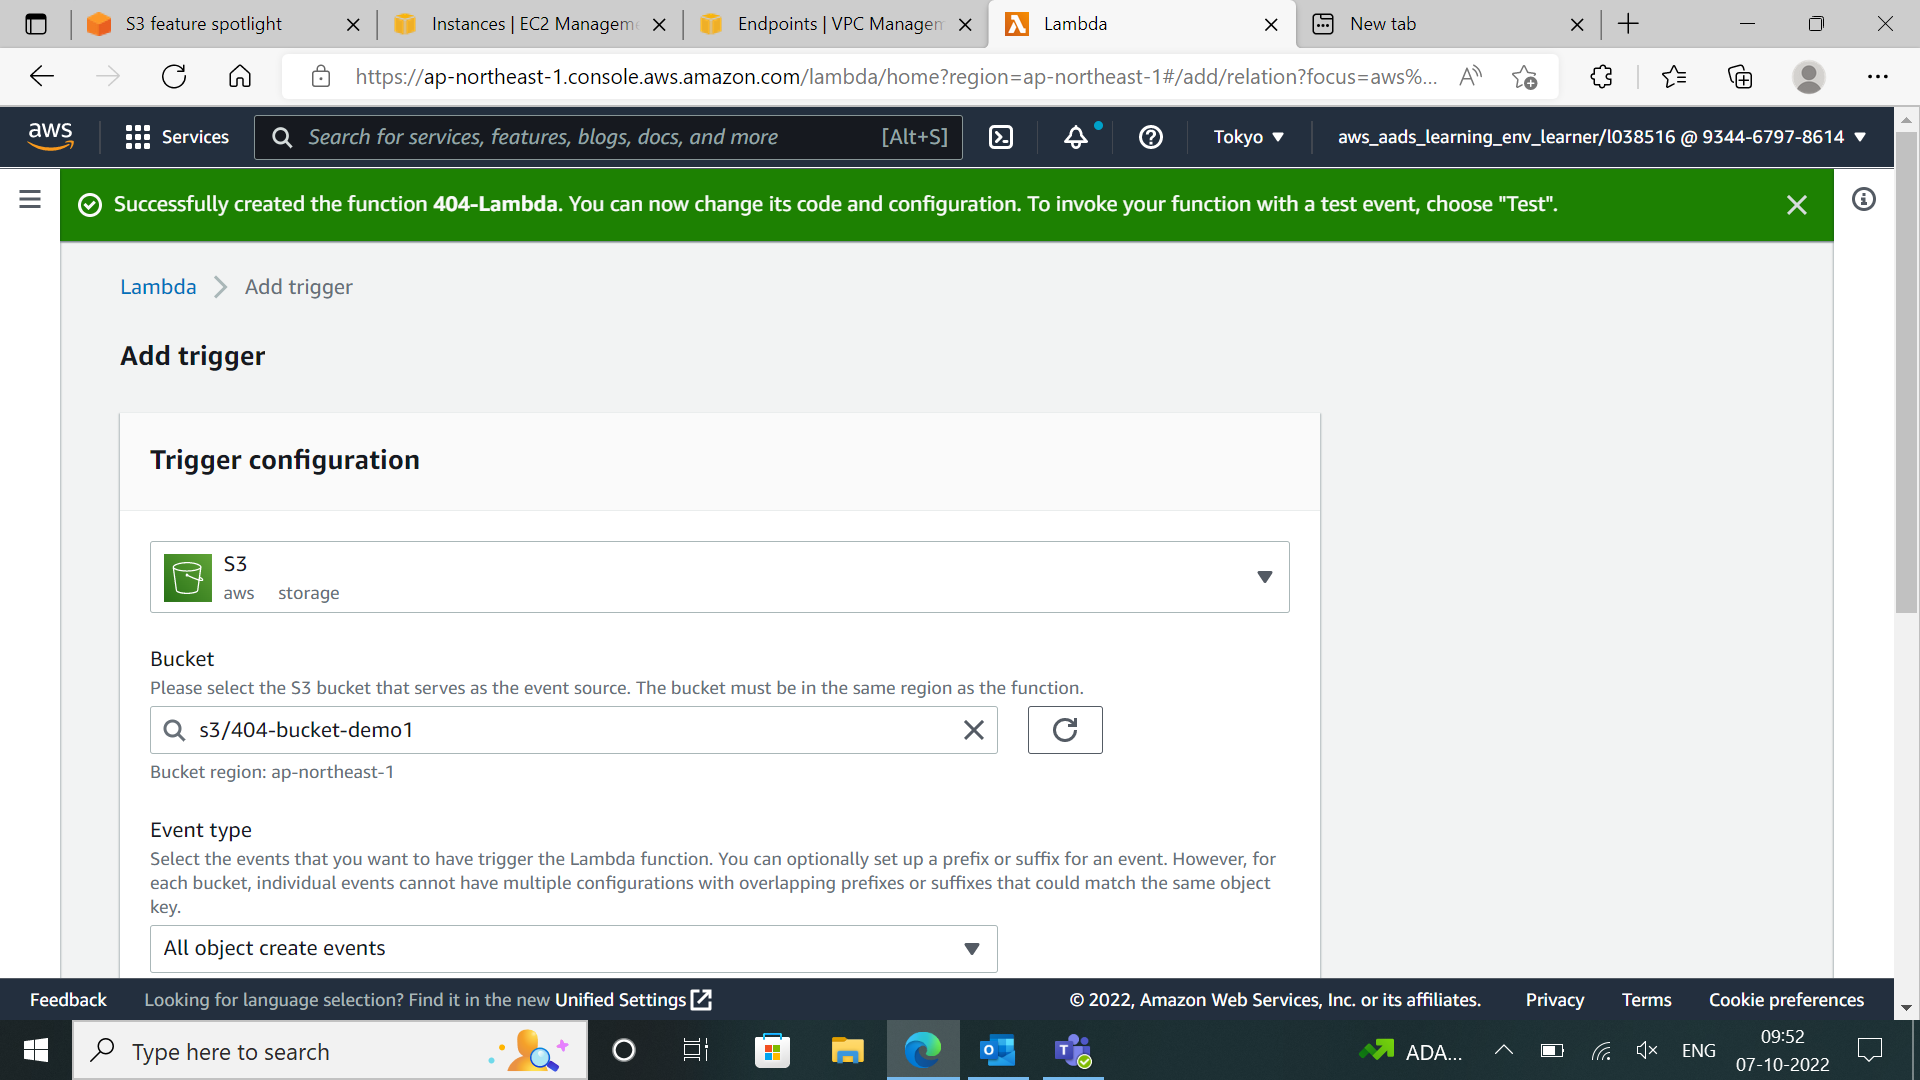 S3 feature spotlight
Instances | EC2 Manageme
Endpoints | VPC Managem
Lambda
New tab
https://ap-northeast-1.console.aws.amazon.com/lambda/home?region=ap-northeast-1#/add/relation?focus=aws%...
aws
Services
Search for services, features, blogs, docs, and more
[Alt+S]
Tokyo
aws_aads_learning_env_learner/l038516 @ 9344-6797-8614
Successfully created the function 404-Lambda. You can now change its code and configuration. To invoke your function with a test event, choose "Test".
Lambda
Add trigger
Add trigger
Trigger configuration
S3
aws storage
Bucket
Please select the S3 bucket that serves as the event source. The bucket must be in the same region as the function.
s3/404-bucket-demo1
Bucket region: ap-northeast-1
Event type
Select the events that you want to have trigger the Lambda function. You can optionally set up a prefix or suffix for an event. However, for
each bucket, individual events cannot have multiple configurations with overlapping prefixes or suffixes that could match the same object
key.
All object create events
Feedback
Looking for language selection? Find it in the new Unified Settings
© 2022, Amazon Web Services, Inc. or its affiliates.
Privacy
Terms
Cookie preferences
Type here to search
ADA...
ENG
09:52
07-10-2022